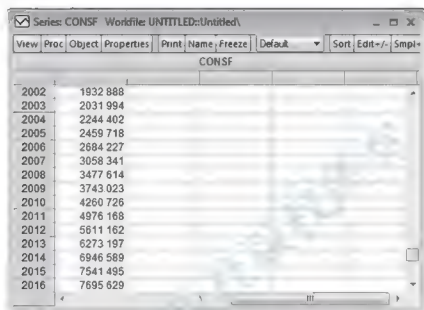 Series: CONSF Workfile: UNTITLED::Untitled\
View Proc Object Properties Print Name Freeze Default Sort Edit+/- Smpl+
CONSF
2002 1932 888
2003 2031 994
2004 2244 402
2005 2459 718
2006 2684 227
2007 3058 341
2008 3477 614
2009 3743 023
2010 4260 726
2011 4976 168
2012 5611 162
2013 6273 197
2014 6946 589
2015 7541 495
2016 7695 629